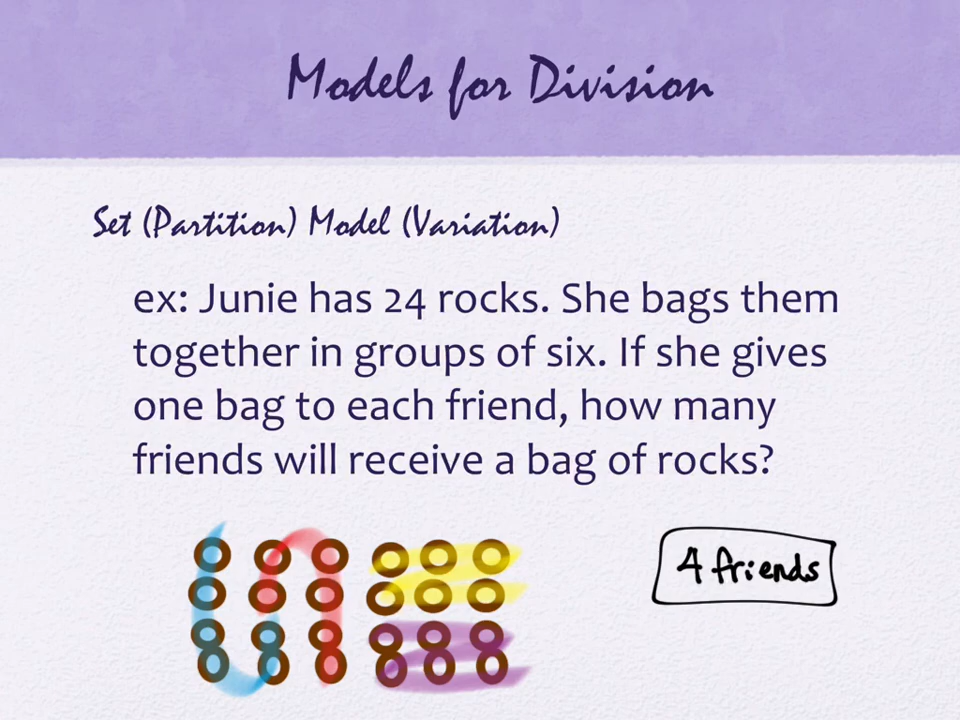 Models for Division
Set (Partition) Model (Variation)
ex: Junie has 24 rocks. She bags them
together in groups of six. If she gives
one bag to each friend, how many
friends will receive a bag of rocks?
4 friends